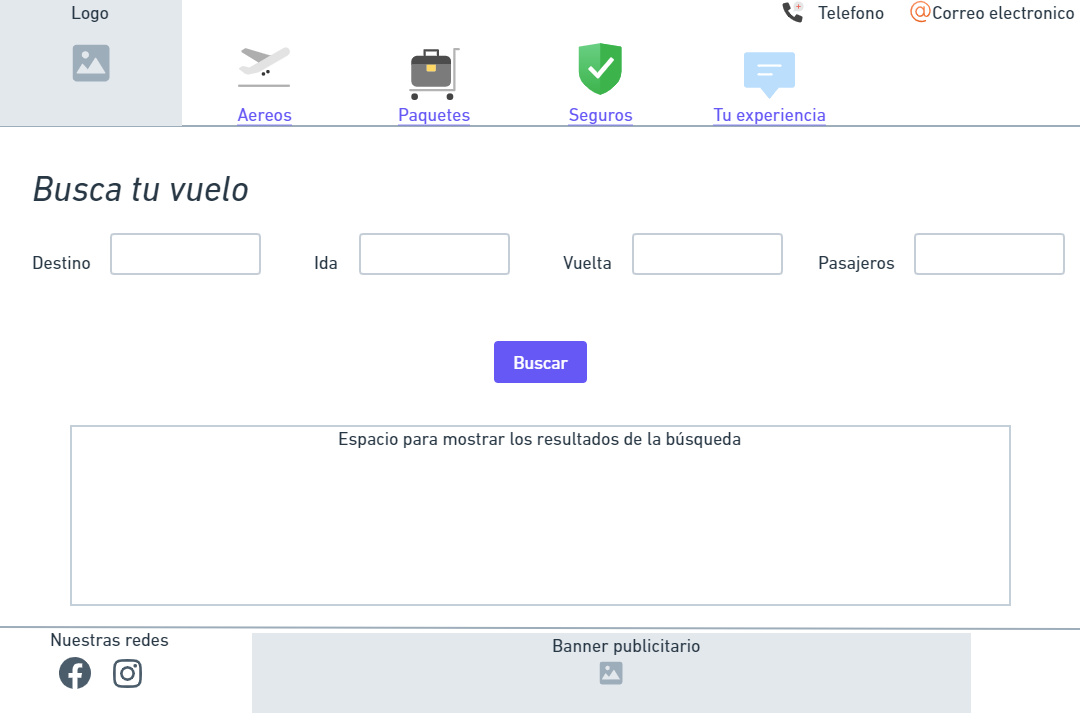 Logo
Telefono
@Correo electronico
Aereos
Paquetes
Seguros
Tu experiencia
Busca tu vuelo
Destino
Ida
Vuelta
Pasajeros
Buscar
Espacio para mostrar los resultados de la búsqueda
Nuestras redes
Banner publicitario